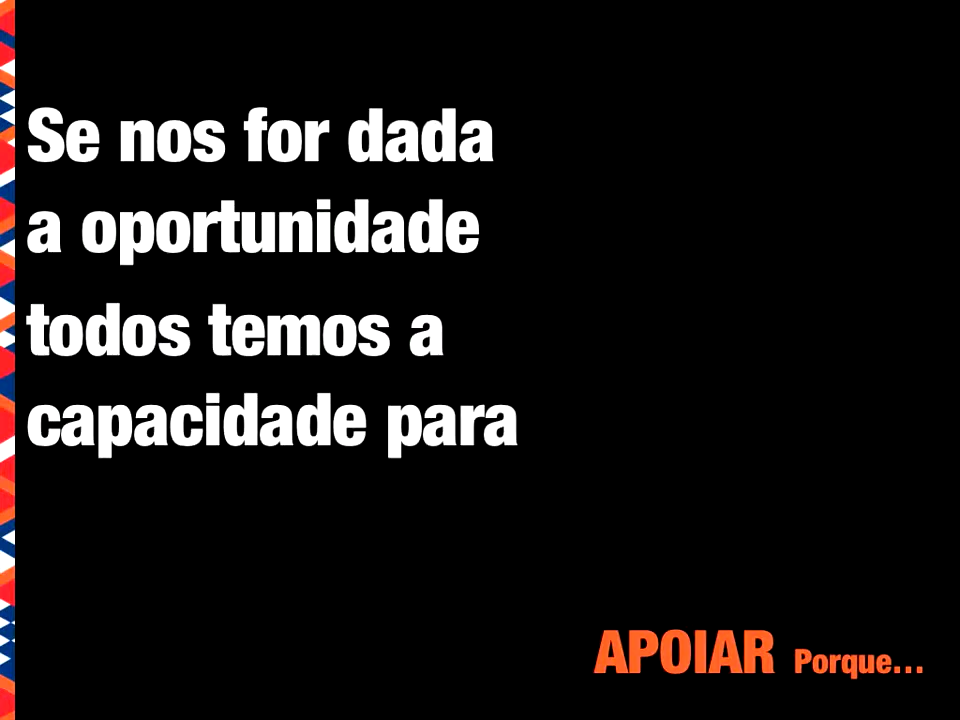 Se nos for dada
a oportunidade
todos temos a
capacidade para
APOIAR Porque...